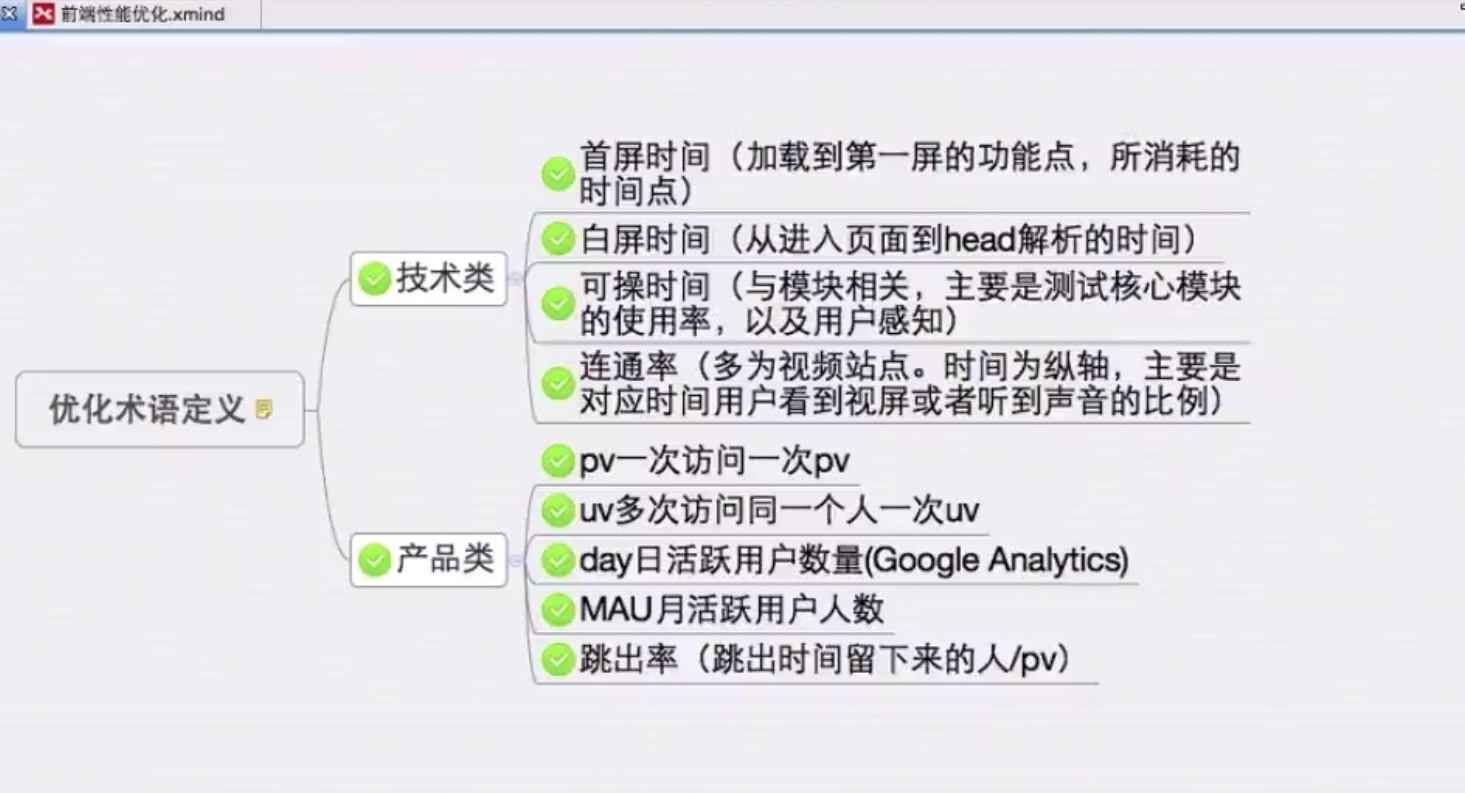 前端性能优化.xmind
优化术语定义
技术类
首屏时间（加载到第一屏的功能点，所消耗的
时间点）
白屏时间（从进入页面到head解析的时间）
可操时间（与模块相关，主要是测试核心模块
的使用率，以及用户感知）
连通率（多为视频站点。时间为纵轴，主要是
对应时间用户看到视屏或者听到声音的比例）
产品类
pv一次访问一次pv
uv多次访问同一个人一次uv
day日活跃用户数量(Google Analytics)
MAU月活跃用户人数
跳出率（跳出时间留下来的人/pv）